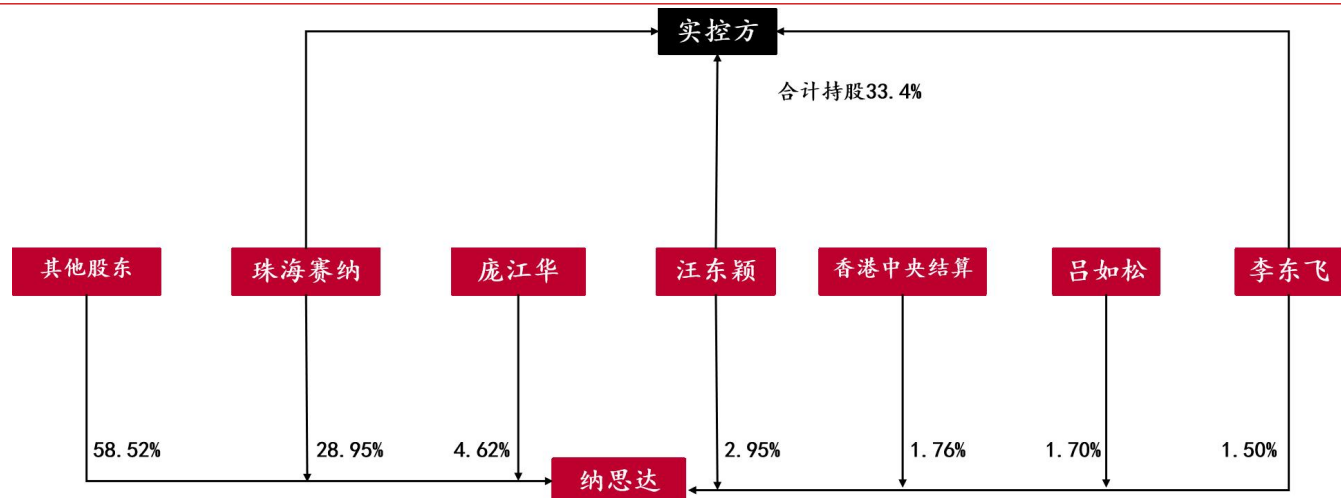 实控方
合计持股33.4%
其他股东
珠海赛纳
庞江华
汪东颖
香港中央结算
吕如松
李东飞
58.52%
28.95%
4.62%
2.95%
1.76%
1.70%
1.50%
纳思达